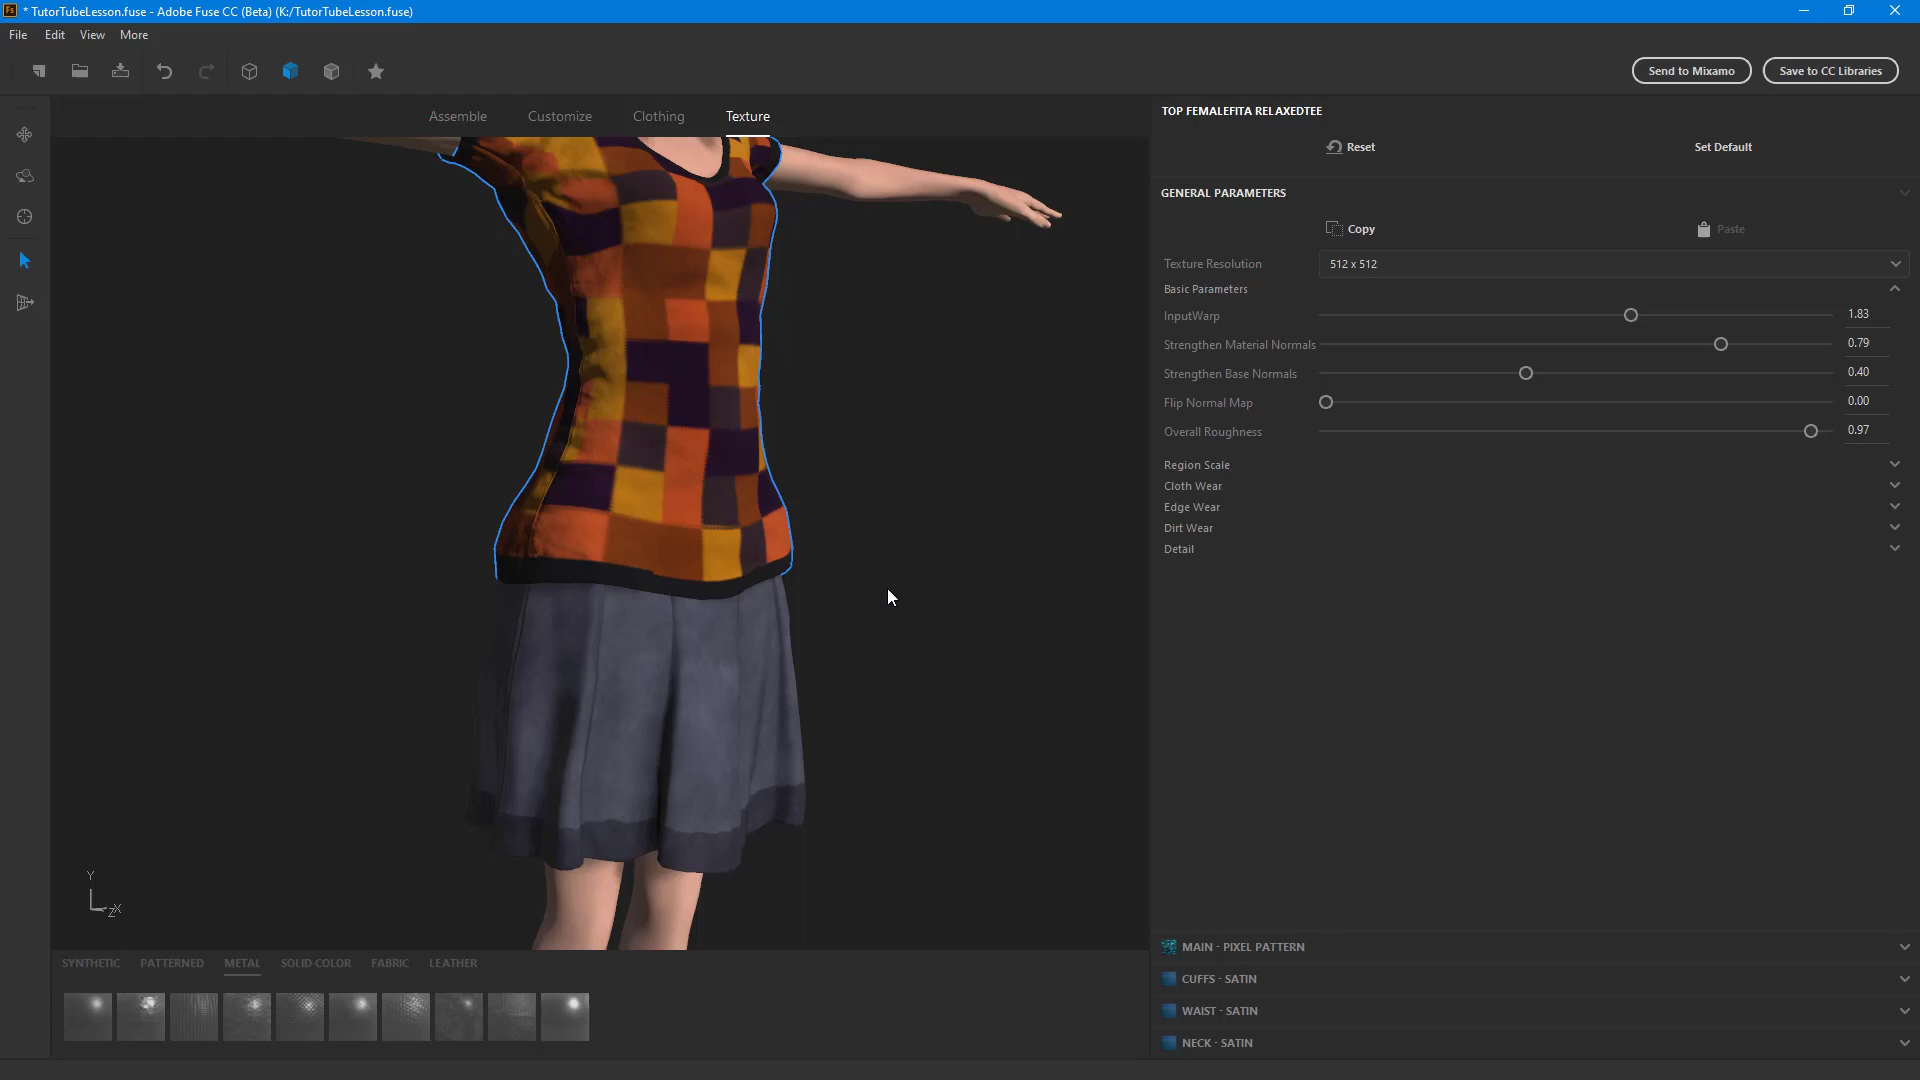 Fs * TutorTubeLesson.fuse - Adobe Fuse CC (Beta) (K:/TutorTubeLesson.fuse)
File Edit View More
Send to Mixamo Save to CC Libraries
Assemble Customize Clothing Texture
TOP FEMALEFITA RELAXEDTEE
Reset Set Default
GENERAL PARAMETERS
Copy Paste
Texture Resolution 512 x 512
Basic Parameters
InputWarp 1.83
Strengthen Material Normals 0.79
Strengthen Base Normals 0.40
Flip Normal Map 0.00
Overall Roughness 0.97
Region Scale
Cloth Wear
Edge Wear
Dirt Wear
Detail
Y
Z X
SYNTHETIC PATTERNED METAL SOLID COLOR FABRIC LEATHER
MAIN - PIXEL PATTERN
CUFFS - SATIN
WAIST - SATIN
NECK - SATIN